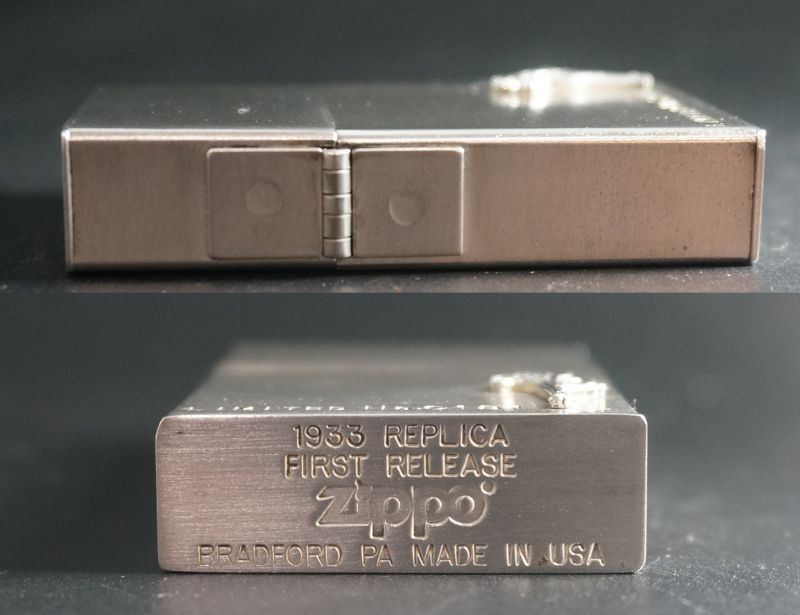 1933 REPLICA
FIRST RELEASE
Zippo
BRADFORD PA MADE IN USA